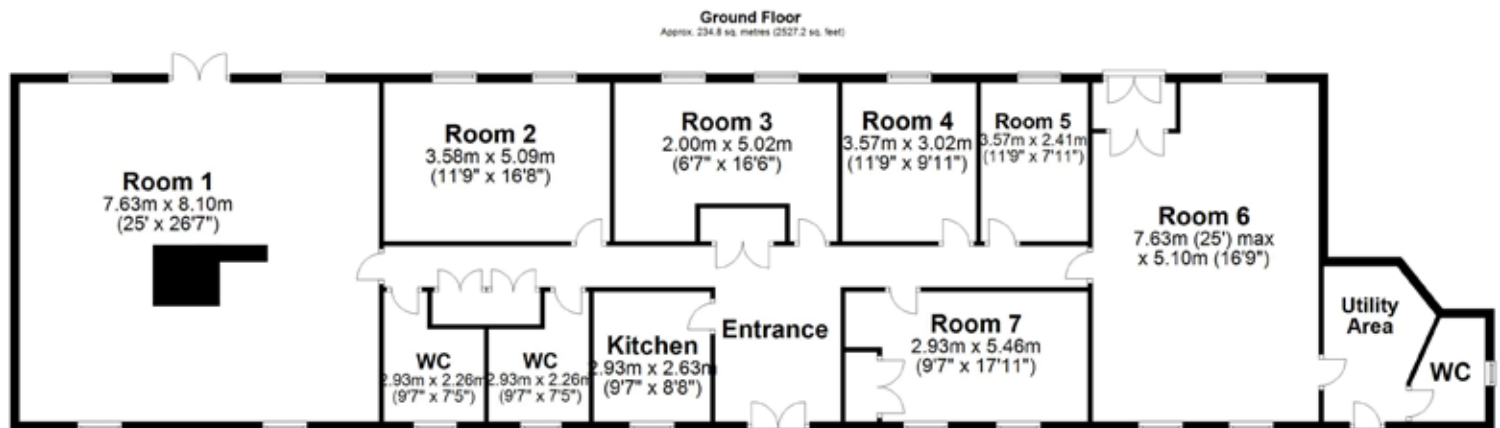 Ground Floor
Approx. 234.8 sq. metres (2527.2 sq. feet)
Room 1
7.63m x 8.10m
(25' x 26'7")
Room 2
3.58m x 5.09m
(11'9" x 16'8")
Room 3
2.00m x 5.02m
(6'7" x 16'6")
Room 4
3.57m x 3.02m
(11'9" x 9'11")
Room 5
3.57m x 2.41m
(11'9" x 7'11")
Room 6
7.63m (25') max
x 5.10m (16'9")
Utility
Area
WC
Room 7
2.93m x 5.46m
(9'7" x 17'11")
Entrance
Kitchen
2.93m x 2.63m
(9'7" x 8'8")
WC
2.93m x 2.26m
(9'7" x 7'5")
WC
2.93m x 2.26m
(9'7" x 7'5")